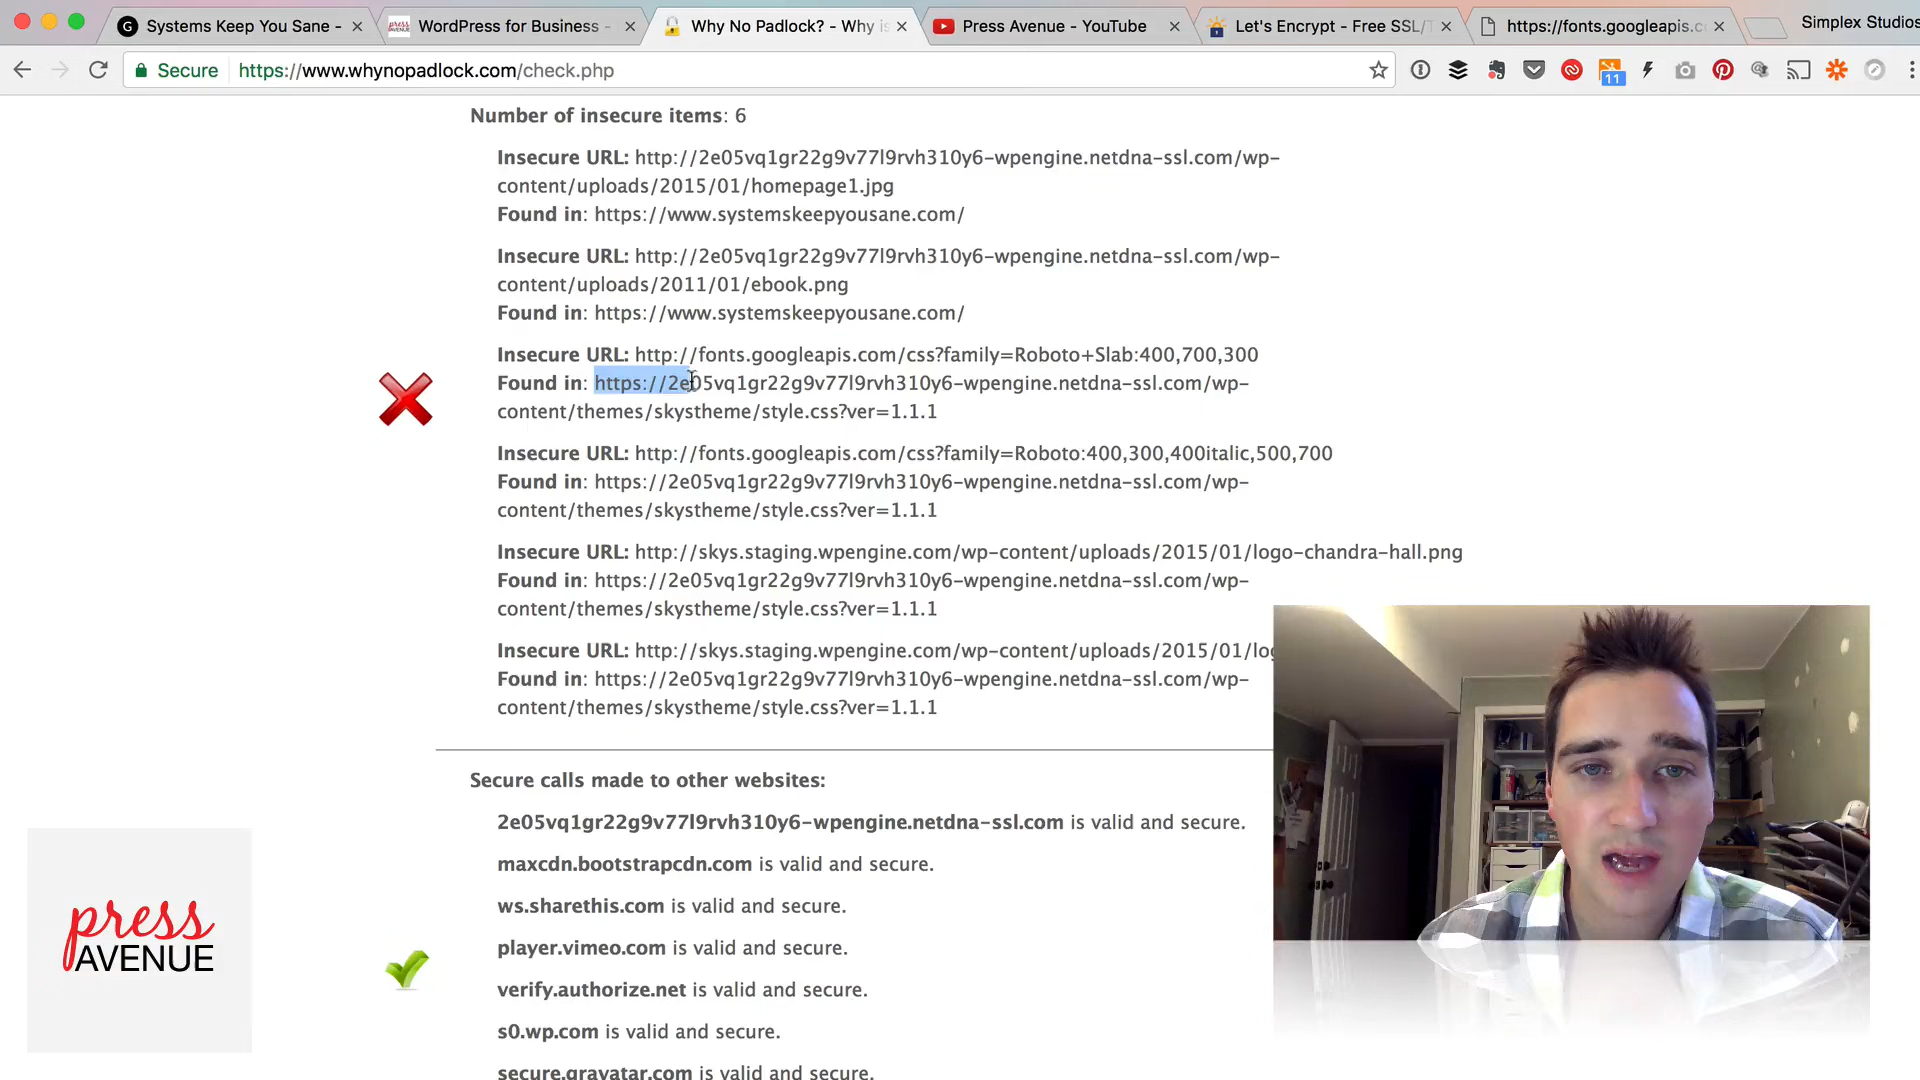 Systems Keep You Sane -
WordPress for Business -
Why No Padlock? - Why is
Press Avenue - YouTube
Let's Encrypt - Free SSL/T
https://fonts.googleapis.c
Simplex Studios
Secure
https://www.whynopadlock.com/check.php
11
Number of insecure items: 6
Insecure URL: http://2e05vq1gr22g9v77l9rvh310y6-wpengine.netdna-ssl.com/wp-
content/uploads/2015/01/homepage1.jpg
Found in: https://www.systemskeepyousane.com/
Insecure URL: http://2e05vq1gr22g9v77l9rvh310y6-wpengine.netdna-ssl.com/wp-
content/uploads/2011/01/ebook.png
Found in: https://www.systemskeepyousane.com/
Insecure URL: http://fonts.googleapis.com/css?family=Roboto+Slab:400,700,300
Found in: https://2e05vq1gr22g9v77l9rvh310y6-wpengine.netdna-ssl.com/wp-
content/themes/skystheme/style.css?ver=1.1.1
Insecure URL: http://fonts.googleapis.com/css?family=Roboto:400,300,400italic,500,700
Found in: https://2e05vq1gr22g9v77l9rvh310y6-wpengine.netdna-ssl.com/wp-
content/themes/skystheme/style.css?ver=1.1.1
Insecure URL: http://skys.staging.wpengine.com/wp-content/uploads/2015/01/logo-chandra-hall.png
Found in: https://2e05vq1gr22g9v77l9rvh310y6-wpengine.netdna-ssl.com/wp-
content/themes/skystheme/style.css?ver=1.1.1
Insecure URL: http://skys.staging.wpengine.com/wp-content/uploads/2015/01/log
Found in: https://2e05vq1gr22g9v77l9rvh310y6-wpengine.netdna-ssl.com/wp-
content/themes/skystheme/style.css?ver=1.1.1
Secure calls made to other websites:
2e05vq1gr22g9v77l9rvh310y6-wpengine.netdna-ssl.com is valid and secure.
maxcdn.bootstrapcdn.com is valid and secure.
ws.sharethis.com is valid and secure.
player.vimeo.com is valid and secure.
verify.authorize.net is valid and secure.
s0.wp.com is valid and secure.
secure.gravatar.com is valid and secure.
press
AVENUE